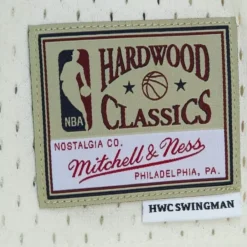 HARDWOOD
CLASSICS
NBA
NOSTALGIA CO.
Mitchell & Ness
PHILADELPHIA, PA.
HWC SWINGMAN